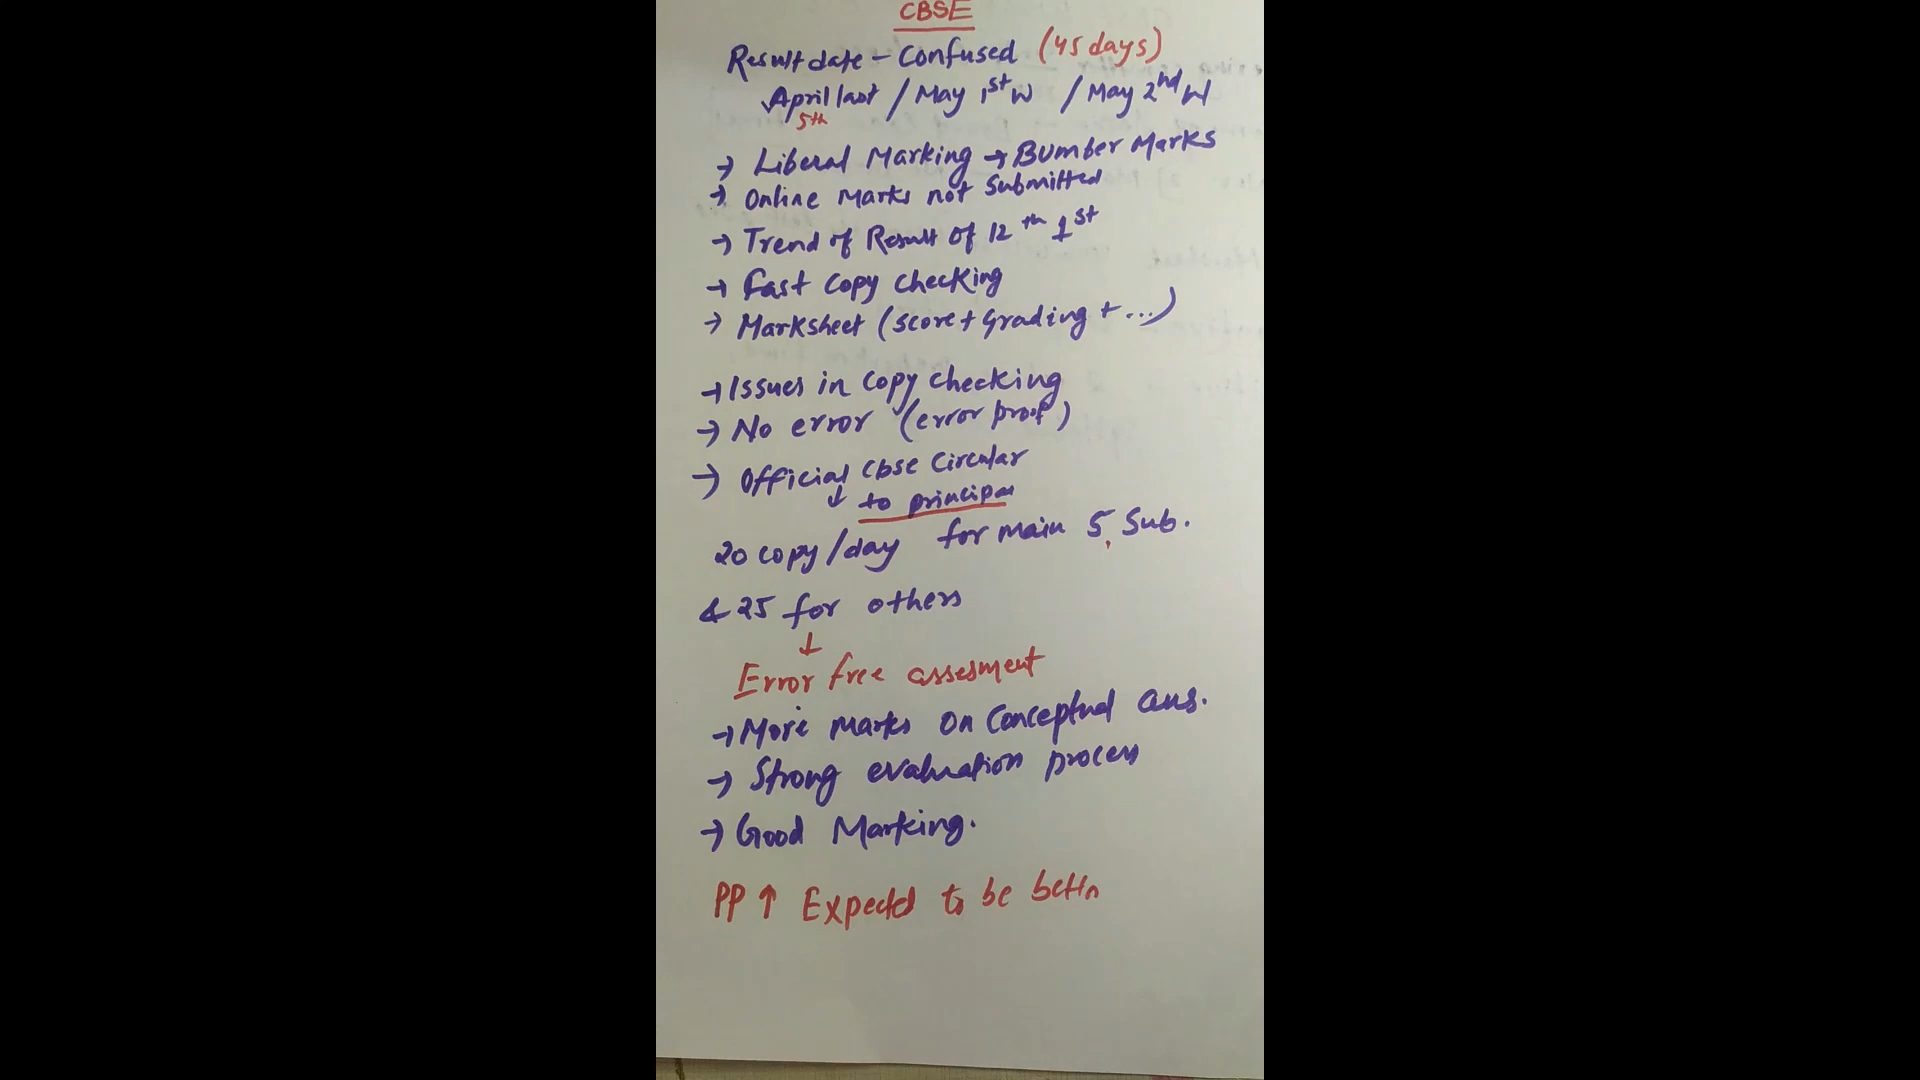 CBSE
Result date - Confused (45 days)
April last / May 1st W / May 2nd W
5th
→ Liberal Marking → Bumber Marks
→ Online Marks not Submitted
→ Trend of Result of 12th 1st
→ Fast Copy Checking
→ Marksheet (Score + Grading + ...)
→ Issues in Copy Checking
→ No error (error proof)
→ Official Cbse Circular
↓ to principal
20 copy/day for main 5 Sub.
& 25 for others
↓
Error free assesment
→ More marks on Conceptual ans.
→ Strong evaluation process
→ Good Marking.
PP ↑ Expected to be better